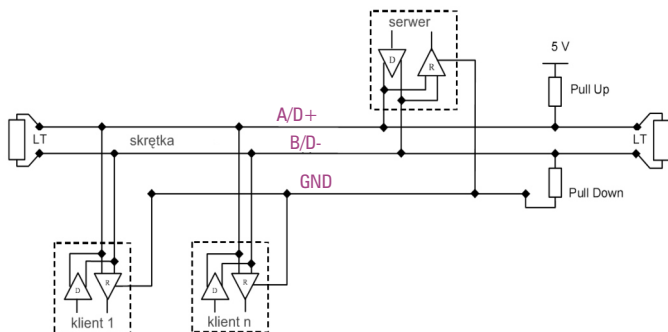 serwer
D
R
5 V
Pull Up
A/D+
LT
skrętka
B/D-
LT
GND
Pull Down
D
R
klient 1
D
R
klient n